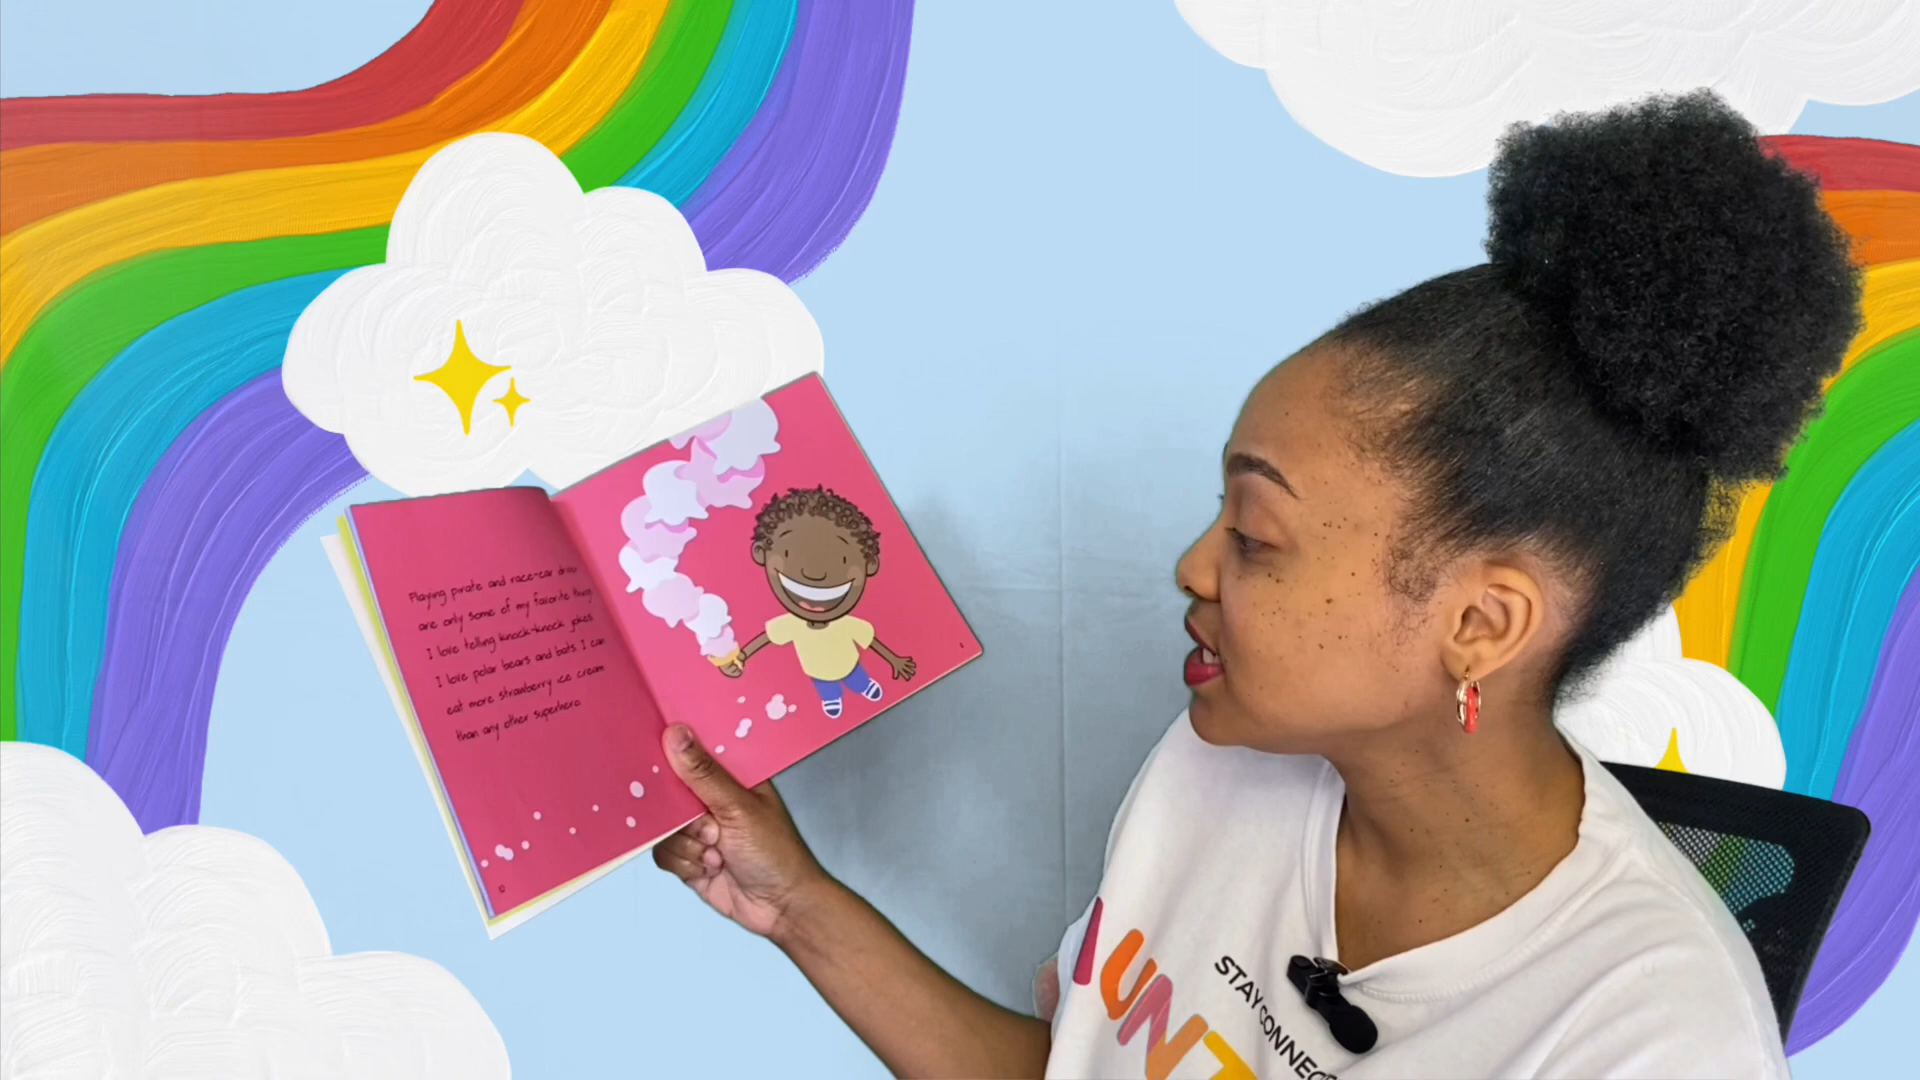 Playing pirate and race-car
are only some of my favorite
I love telling knock-knock jokes.
I love polar bears and bats. I can
eat more strawberry ice cream
than any other superhero.
10
STAY CONNEC